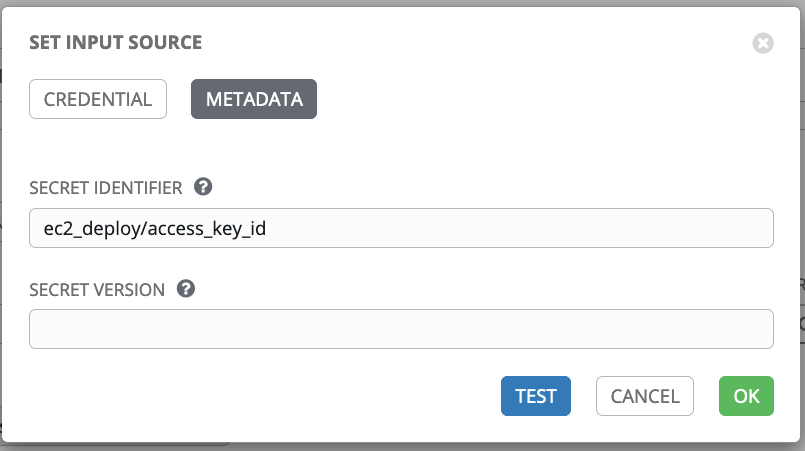 SET INPUT SOURCE
CREDENTIAL METADATA
SECRET IDENTIFIER ?
ec2_deploy/access_key_id
SECRET VERSION ?
TEST CANCEL OK